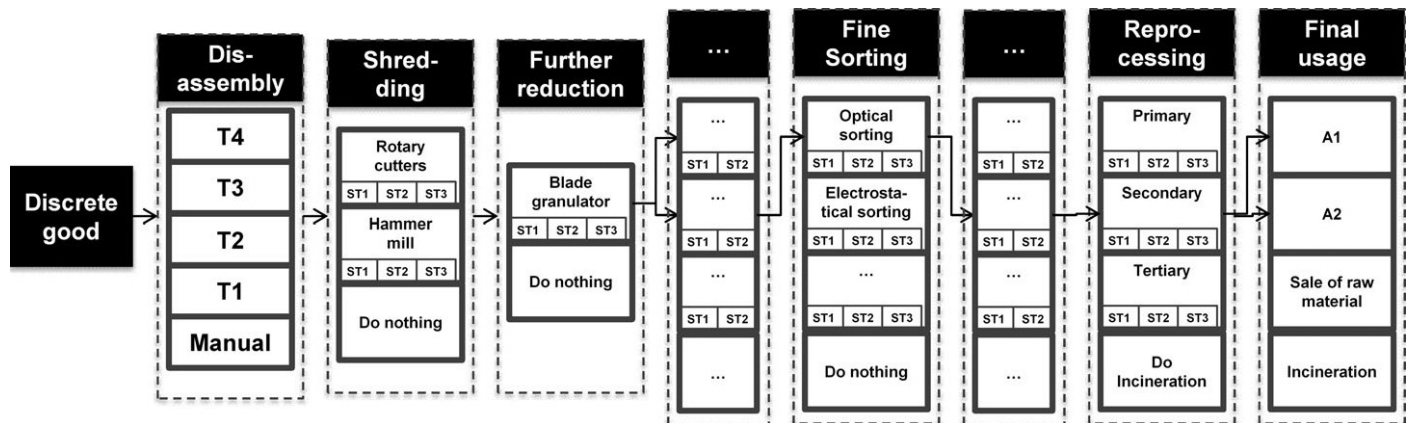 Discrete
good
Dis-
assembly
T4
T3
T2
T1
Manual
Shred-
ding
Rotary
cutters
ST1 ST2 ST3
Hammer
mill
ST1 ST2 ST3
Do nothing
Further
reduction
Blade
granulator
ST1 ST2 ST3
Do nothing
...
...
ST1 ST2
...
ST1 ST2
...
ST1 ST2
...
Fine
Sorting
Optical
sorting
ST1 ST2 ST3
Electrosta-
tical sorting
ST1 ST2 ST3
...
ST1 ST2 ST3
Do nothing
...
...
ST1 ST2
...
ST1 ST2
...
ST1 ST2
...
Repro-
cessing
Primary
ST1 ST2 ST3
Secondary
ST1 ST2 ST3
Tertiary
ST1 ST2 ST3
Do
Incineration
Final
usage
A1
A2
Sale of raw
material
Incineration